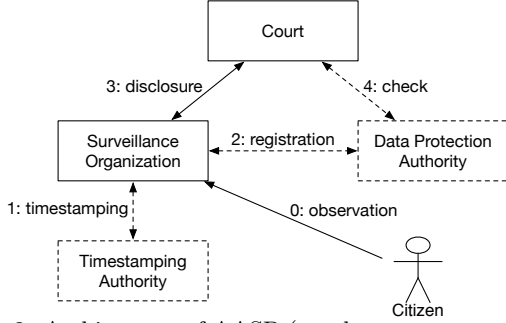 Court
3: disclosure
4: check
Surveillance
Organization
2: registration
Data Protection
Authority
1: timestamping
0: observation
Timestamping
Authority
Citizen